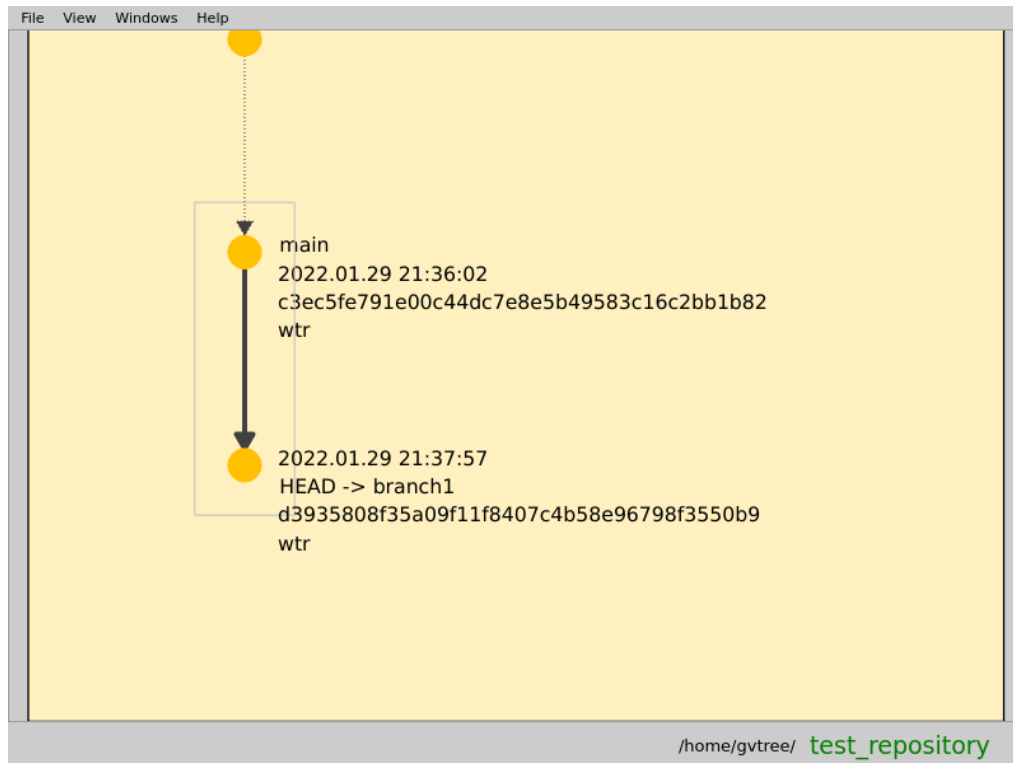 File View Windows Help
main
2022.01.29 21:36:02
c3ec5fe791e00c44dc7e8e5b49583c16c2bb1b82
wtr
2022.01.29 21:37:57
HEAD -> branch1
d3935808f35a09f11f8407c4b58e96798f3550b9
wtr
/home/gvtree/ test_repository